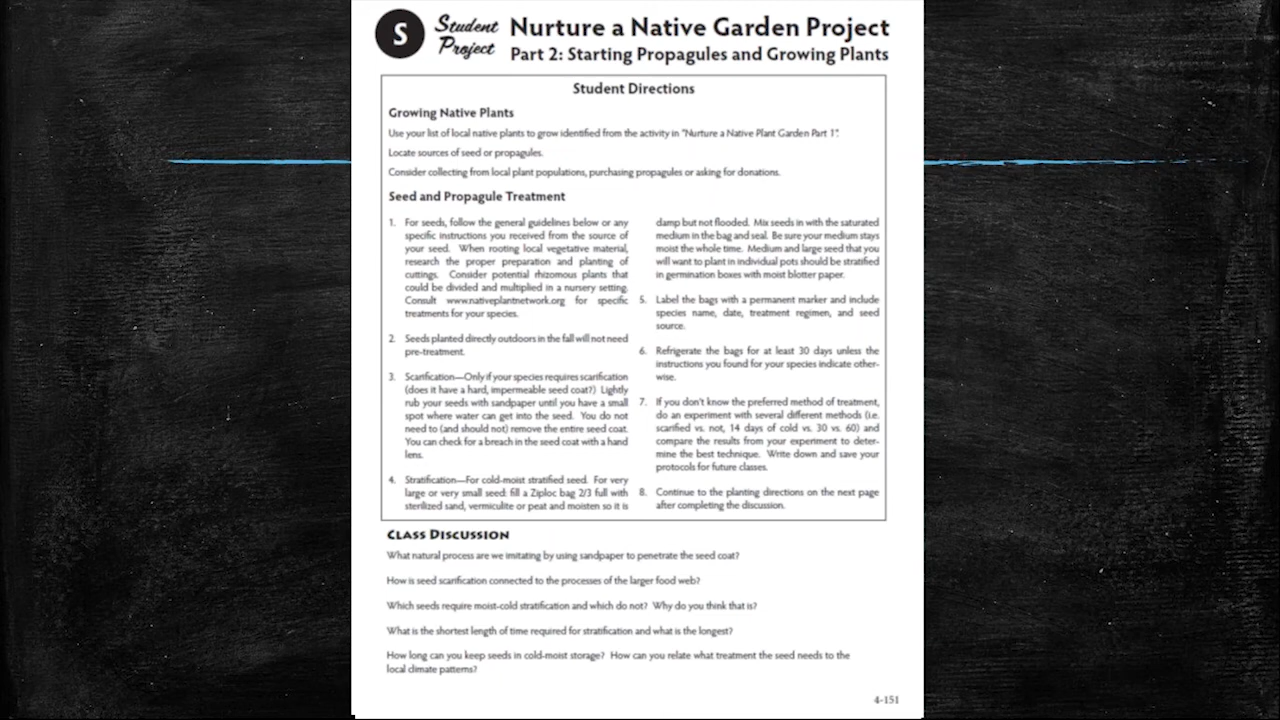 S
Student
Project
Nurture a Native Garden Project
Part 2: Starting Propagules and Growing Plants
Student Directions
Growing Native Plants
Use your list of local native plants to grow identified from the activity in "Nurture a Native Plant Garden Part 1".
Locate sources of seed or propagules.
Consider collecting from local plant populations, purchasing propagules or asking for donations.
Seed and Propagule Treatment
1. For seeds, follow the general guidelines below or any
specific instructions you received from the source of
your seed. When rooting local vegetative material,
research the proper preparation and planting of
cuttings. Consider potential rhizomous plants that
could be divided and multiplied in a nursery setting.
Consult www.nativeplantnetwork.org for specific
treatments for your species.
2. Seeds planted directly outdoors in the fall will not need
pre-treatment.
3. Scarification—Only if your species requires scarification
(does it have a hard, impermeable seed coat?) Lightly
rub your seeds with sandpaper until you have a small
spot where water can get into the seed. You do not
need to (and should not) remove the entire seed coat.
You can check for a breach in the seed coat with a hand
lens.
4. Stratification—For cold-moist stratified seed. For very
large or very small seed: fill a Ziploc bag 2/3 full with
sterilized sand, vermiculite or peat and moisten so it is
damp but not flooded. Mix seeds in with the saturated
medium in the bag and seal. Be sure your medium stays
moist the whole time. Medium and large seed that you
will want to plant in individual pots should be stratified
in germination boxes with moist blotter paper.
5. Label the bags with a permanent marker and include
species name, date, treatment regimen, and seed
source.
6. Refrigerate the bags for at least 30 days unless the
instructions you found for your species indicate other-
wise.
7. If you don't know the preferred method of treatment,
do an experiment with several different methods (i.e.
scarified vs. not, 14 days of cold vs. 30 vs. 60) and
compare the results from your experiment to deter-
mine the best technique. Write down and save your
protocols for future classes.
8. Continue to the planting directions on the next page
after completing the discussion.
CLASS DISCUSSION
What natural process are we imitating by using sandpaper to penetrate the seed coat?
How is seed scarification connected to the processes of the larger food web?
Which seeds require moist-cold stratification and which do not? Why do you think that is?
What is the shortest length of time required for stratification and what is the longest?
How long can you keep seeds in cold-moist storage? How can you relate what treatment the seed needs to the
local climate patterns?
4-151